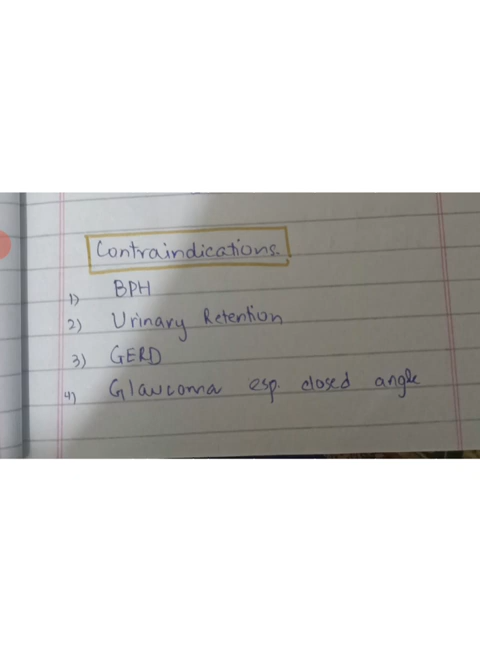 Contraindications.
1) BPH
2) Urinary Retention
3) GERD
4) Glaucoma esp. closed angle